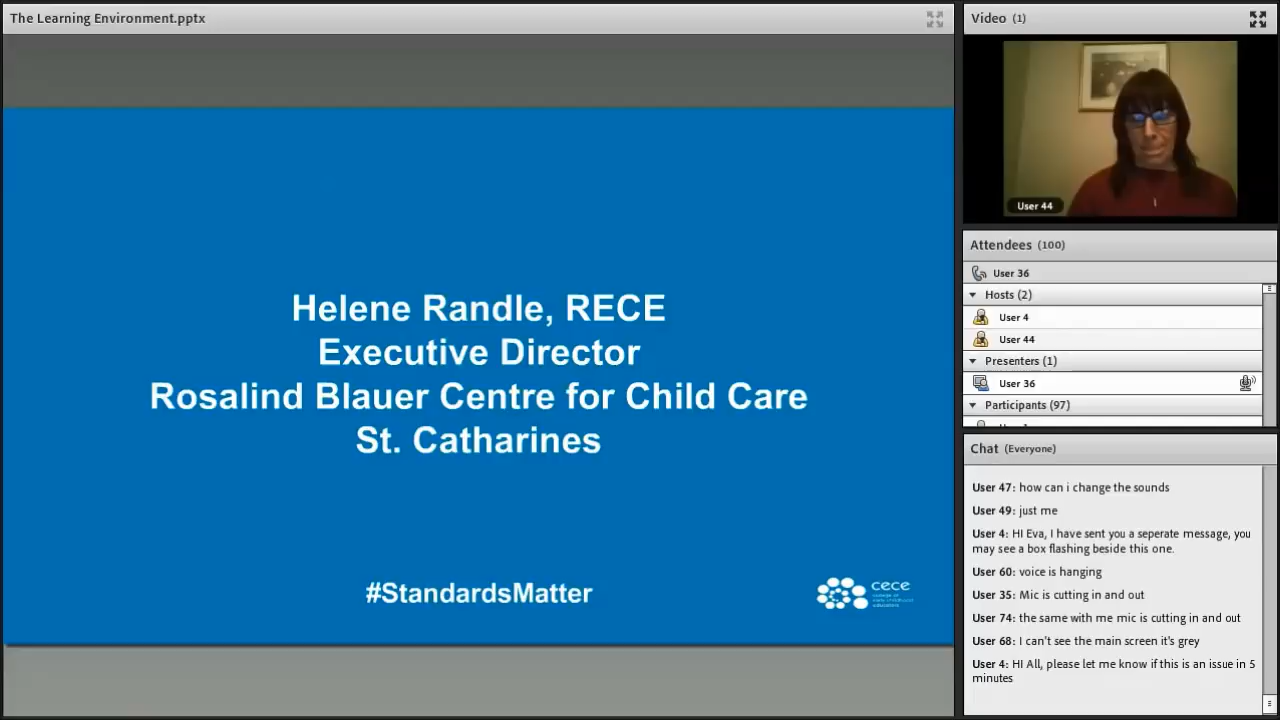 The Learning Environment.pptx
Helene Randle, RECE
Executive Director
Rosalind Blauer Centre for Child Care
St. Catharines
#StandardsMatter
cece
college of
early childhood
educators
Video (1)
User 44
Attendees (100)
User 36
Hosts (2)
User 4
User 44
Presenters (1)
User 36
Participants (97)
Chat (Everyone)
User 47: how can i change the sounds
User 49: just me
User 4: HI Eva, I have sent you a seperate message, you
may see a box flashing beside this one.
User 60: voice is hanging
User 35: Mic is cutting in and out
User 74: the same with me mic is cutting in and out
User 68: I can't see the main screen it's grey
User 4: HI All, please let me know if this is an issue in 5
minutes